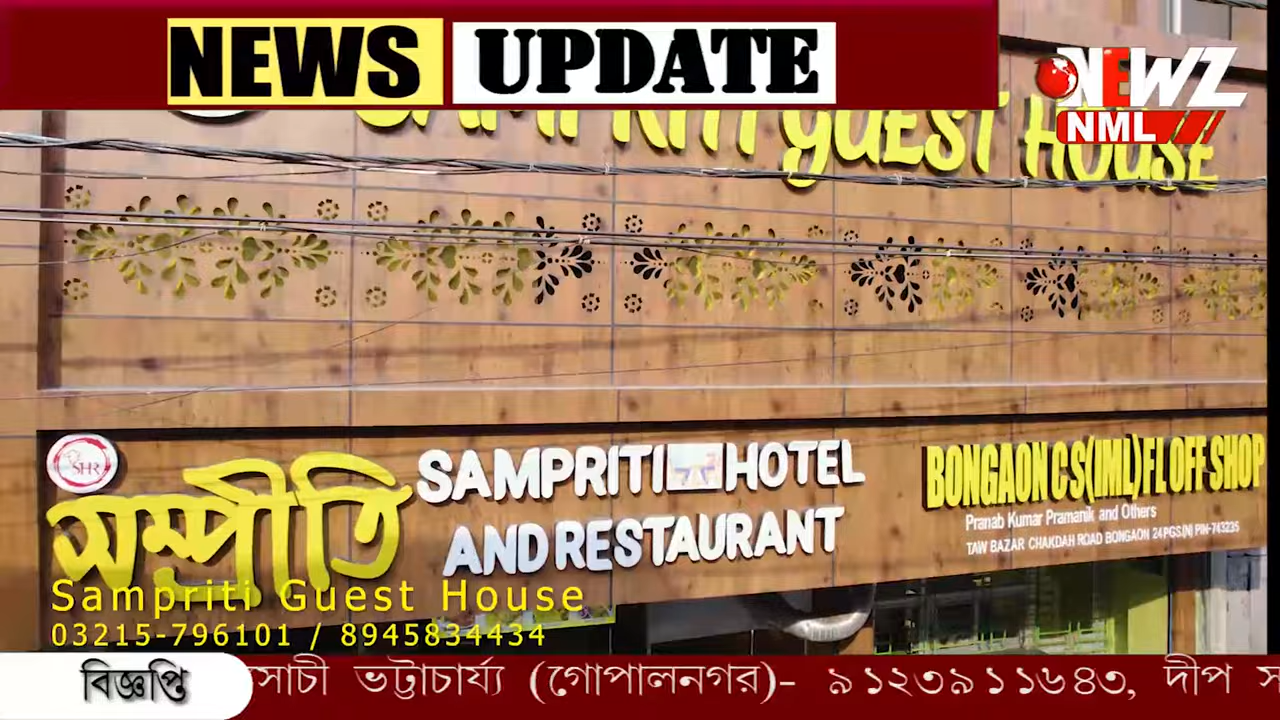 NEWS UPDATE
NEWZ
NML
SAMPRITI GUEST HOUSE
SHR
সম্প্রীতি
SAMPRITI HOTEL
AND RESTAURANT
BONGAON C S(IML) F.L OFF SHOP
Pranab Kumar Pramanik and Others
TAW BAZAR CHAKDAH ROAD BONGAON 24PGS.(N) PIN-743235
Sampriti Guest House
03215-796101 / 8945834434
বিজ্ঞপ্তি
সাচী ভট্টাচার্য্য (গোপালনগর)- ৯১২৩৯১১৬৪৩, দীপ